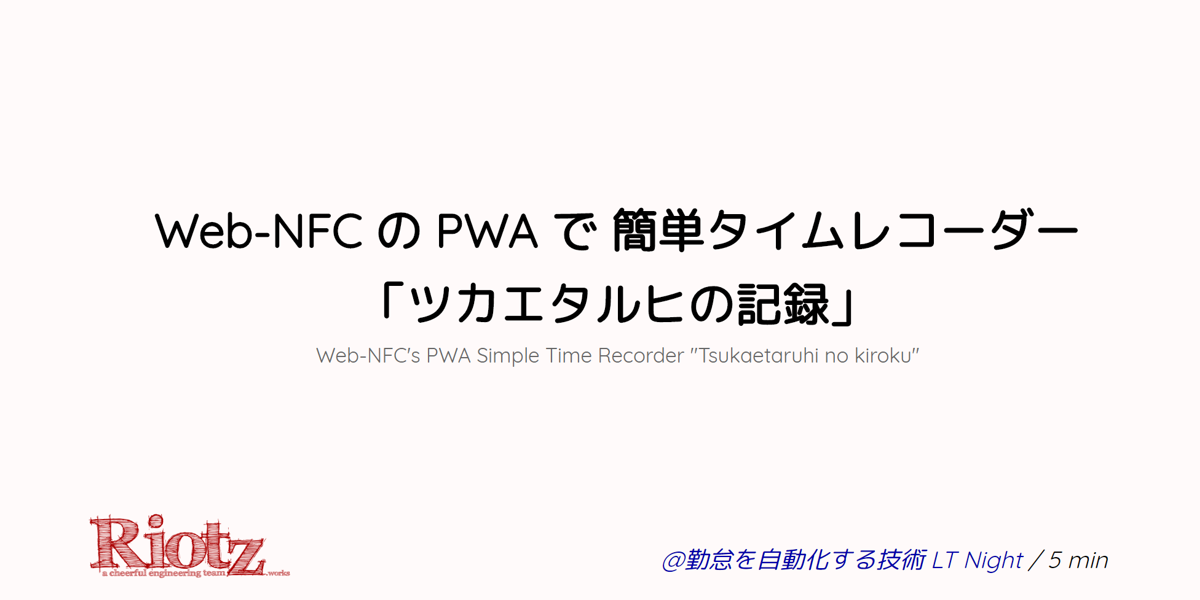 Web-NFC の PWA で 簡単タイムレコーダー
「ツカエタルヒの記録」
Web-NFC's PWA Simple Time Recorder "Tsukaetaruhi no kiroku"
Riotz
a cheerful engineering team .works
@勤怠を自動化する技術 LT Night / 5 min